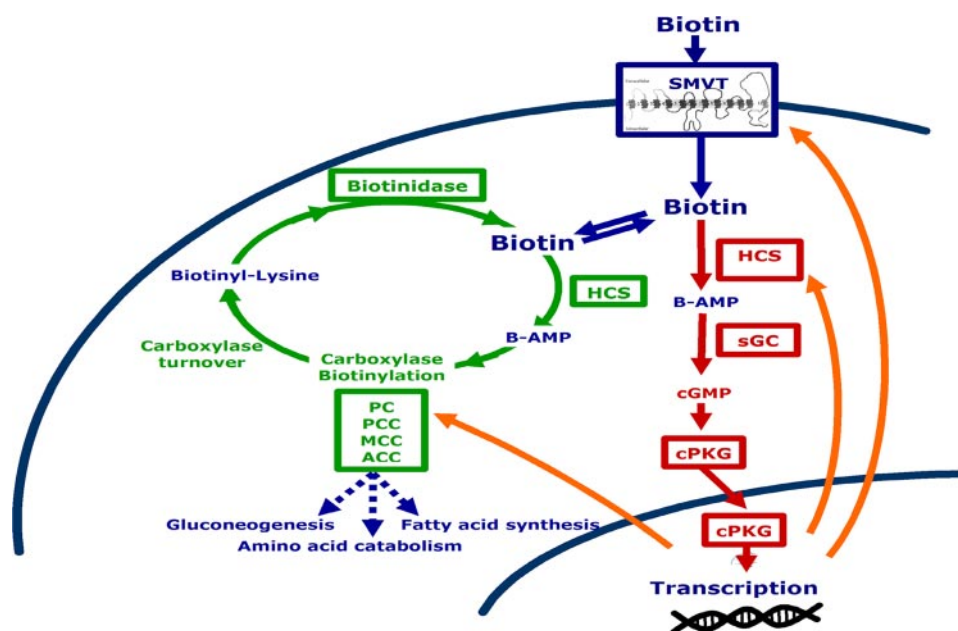 Biotin
SMVT
Biotinidase
Biotin
Biotin
HCS
Biotinyl-Lysine
HCS
B-AMP
B-AMP
sGC
Carboxylase
turnover
Carboxylase
Biotinylation
cGMP
PC
PCC
MCC
ACC
cPKG
Gluconeogenesis
Fatty acid synthesis
Amino acid catabolism
cPKG
Transcription